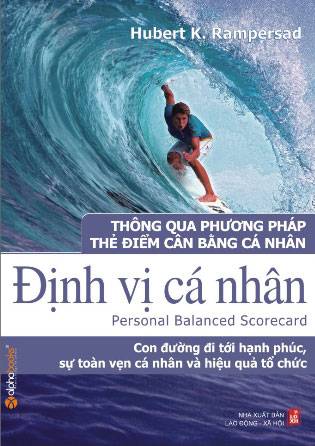 Hubert K. Rampersad
THÔNG QUA PHƯƠNG PHÁP
THẺ ĐIỂM CÂN BẰNG CÁ NHÂN
Định vị cá nhân
Personal Balanced Scorecard
Con đường đi tới hạnh phúc,
sự toàn vẹn cá nhân và hiệu quả tổ chức
alphabooks
NHÀ XUẤT BẢN
LAO ĐỘNG - XÃ HỘI